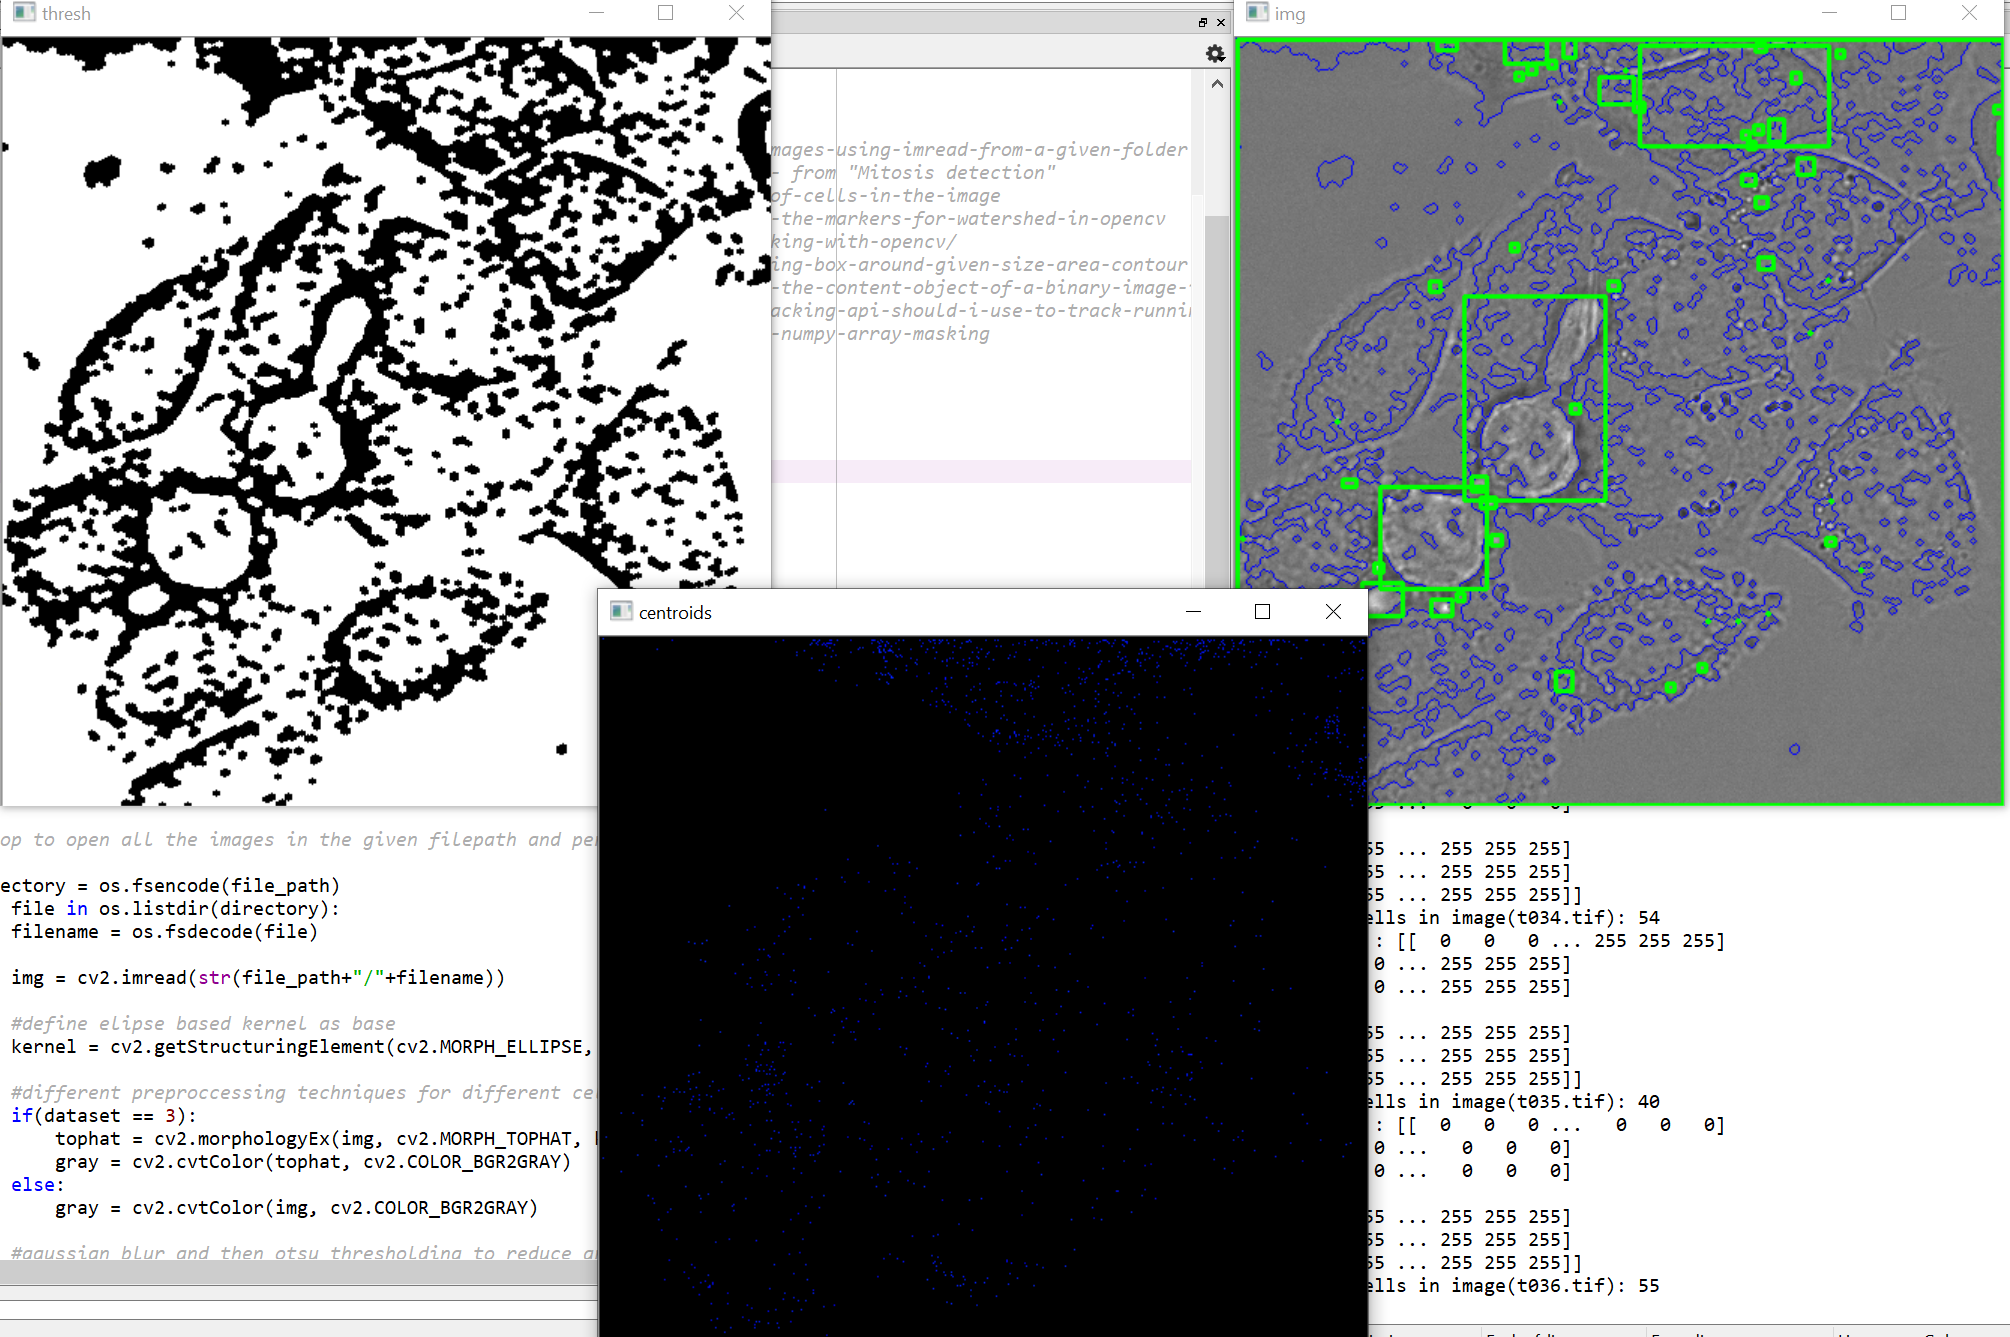 thresh
img
mages-using-imread-from-a-given-folder
- from "Mitosis detection"
of-cells-in-the-image
-the-markers-for-watershed-in-opencv
king-with-opencv/
ing-box-around-given-size-area-contour
-the-content-object-of-a-binary-image-
acking-api-should-i-use-to-track-runni
-numpy-array-masking
centroids
op to open all the images in the given filepath and pe
ectory = os.fsencode(file_path)
file in os.listdir(directory):
filename = os.fsdecode(file)
img = cv2.imread(str(file_path+"/"+filename))
#define elipse based kernel as base
kernel = cv2.getStructuringElement(cv2.MORPH_ELLIPSE,
#different preproccessing techniques for different ce
if(dataset == 3):
tophat = cv2.morphologyEx(img, cv2.MORPH_TOPHAT,
gray = cv2.cvtColor(tophat, cv2.COLOR_BGR2GRAY)
else:
gray = cv2.cvtColor(img, cv2.COLOR_BGR2GRAY)
#gaussian blur and then otsu thresholding to reduce
55 ... 255 255 255]
55 ... 255 255 255]
55 ... 255 255 255]]
ells in image(t034.tif): 54
: [[ 0 0 0 ... 255 255 255]
0 ... 255 255 255]
0 ... 255 255 255]
55 ... 255 255 255]
55 ... 255 255 255]
55 ... 255 255 255]]
ells in image(t035.tif): 40
: [[ 0 0 0 ... 0 0 0]
0 ... 0 0 0]
0 ... 0 0 0]
55 ... 255 255 255]
55 ... 255 255 255]
55 ... 255 255 255]]
ells in image(t036.tif): 55